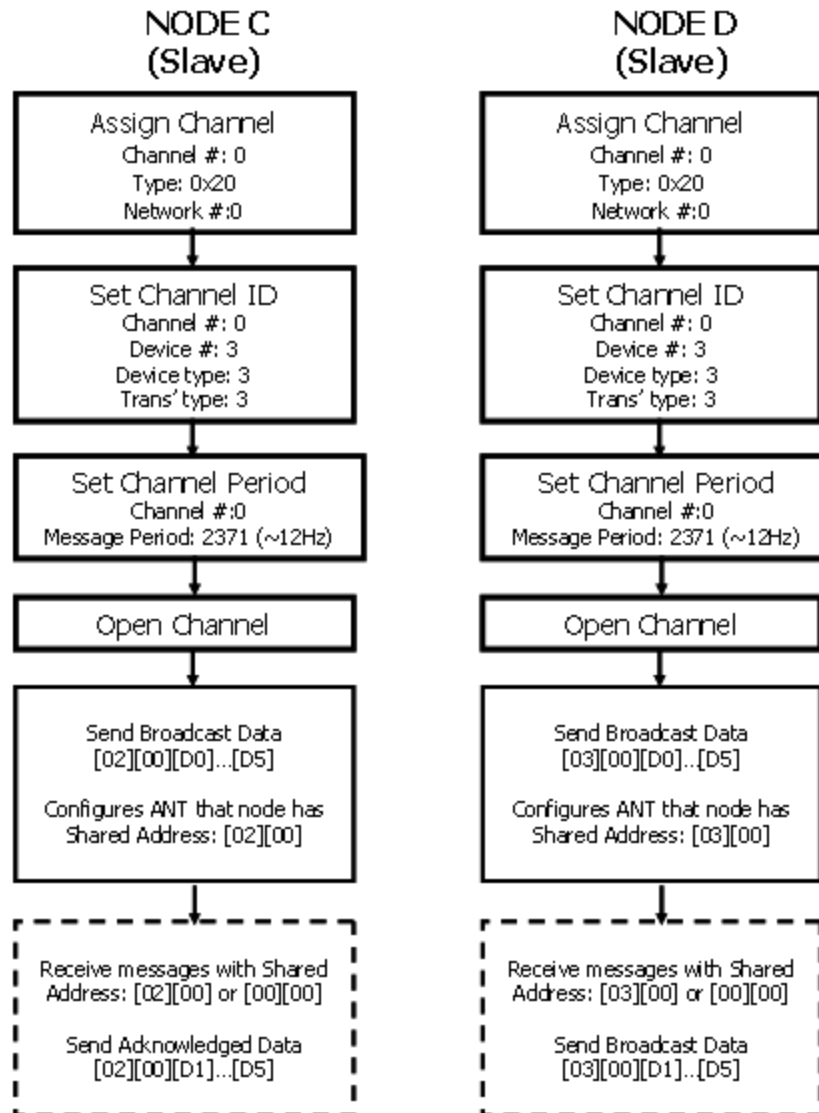 NODE C
(Slave)
Assign Channel
Channel #: 0
Type: 0x20
Network #:0
Set Channel ID
Channel #: 0
Device #: 3
Device type: 3
Trans' type: 3
Set Channel Period
Channel #:0
Message Period: 2371 (~12Hz)
Open Channel
Send Broadcast Data
[02][00][D0]...[D5]
Configures ANT that node has
Shared Address: [02][00]
Receive messages with Shared
Address: [02][00] or [00][00]
Send Acknowledged Data
[02][00][D1]...[D5]
NODE D
(Slave)
Assign Channel
Channel #: 0
Type: 0x20
Network #:0
Set Channel ID
Channel #: 0
Device #: 3
Device type: 3
Trans' type: 3
Set Channel Period
Channel #:0
Message Period: 2371 (~12Hz)
Open Channel
Send Broadcast Data
[03][00][D0]...[D5]
Configures ANT that node has
Shared Address: [03][00]
Receive messages with Shared
Address: [03][00] or [00][00]
Send Broadcast Data
[03][00][D1]...[D5]